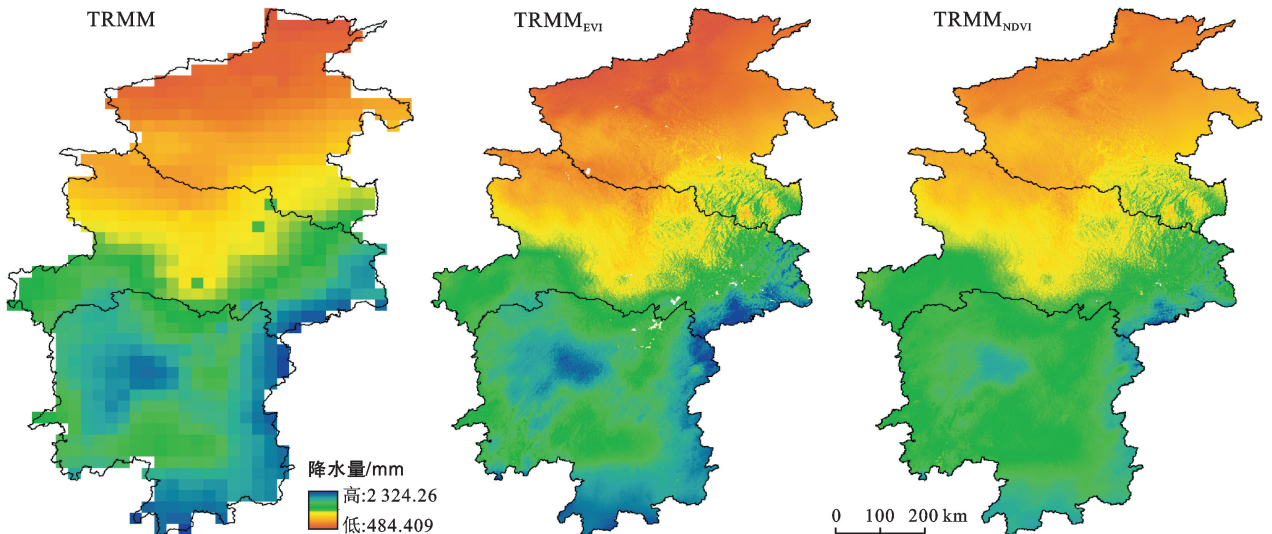 TRMM
TRMM_EVI
TRMM_NDVI
降水量/mm
高:2 324.26
低:484.409
0 100 200 km